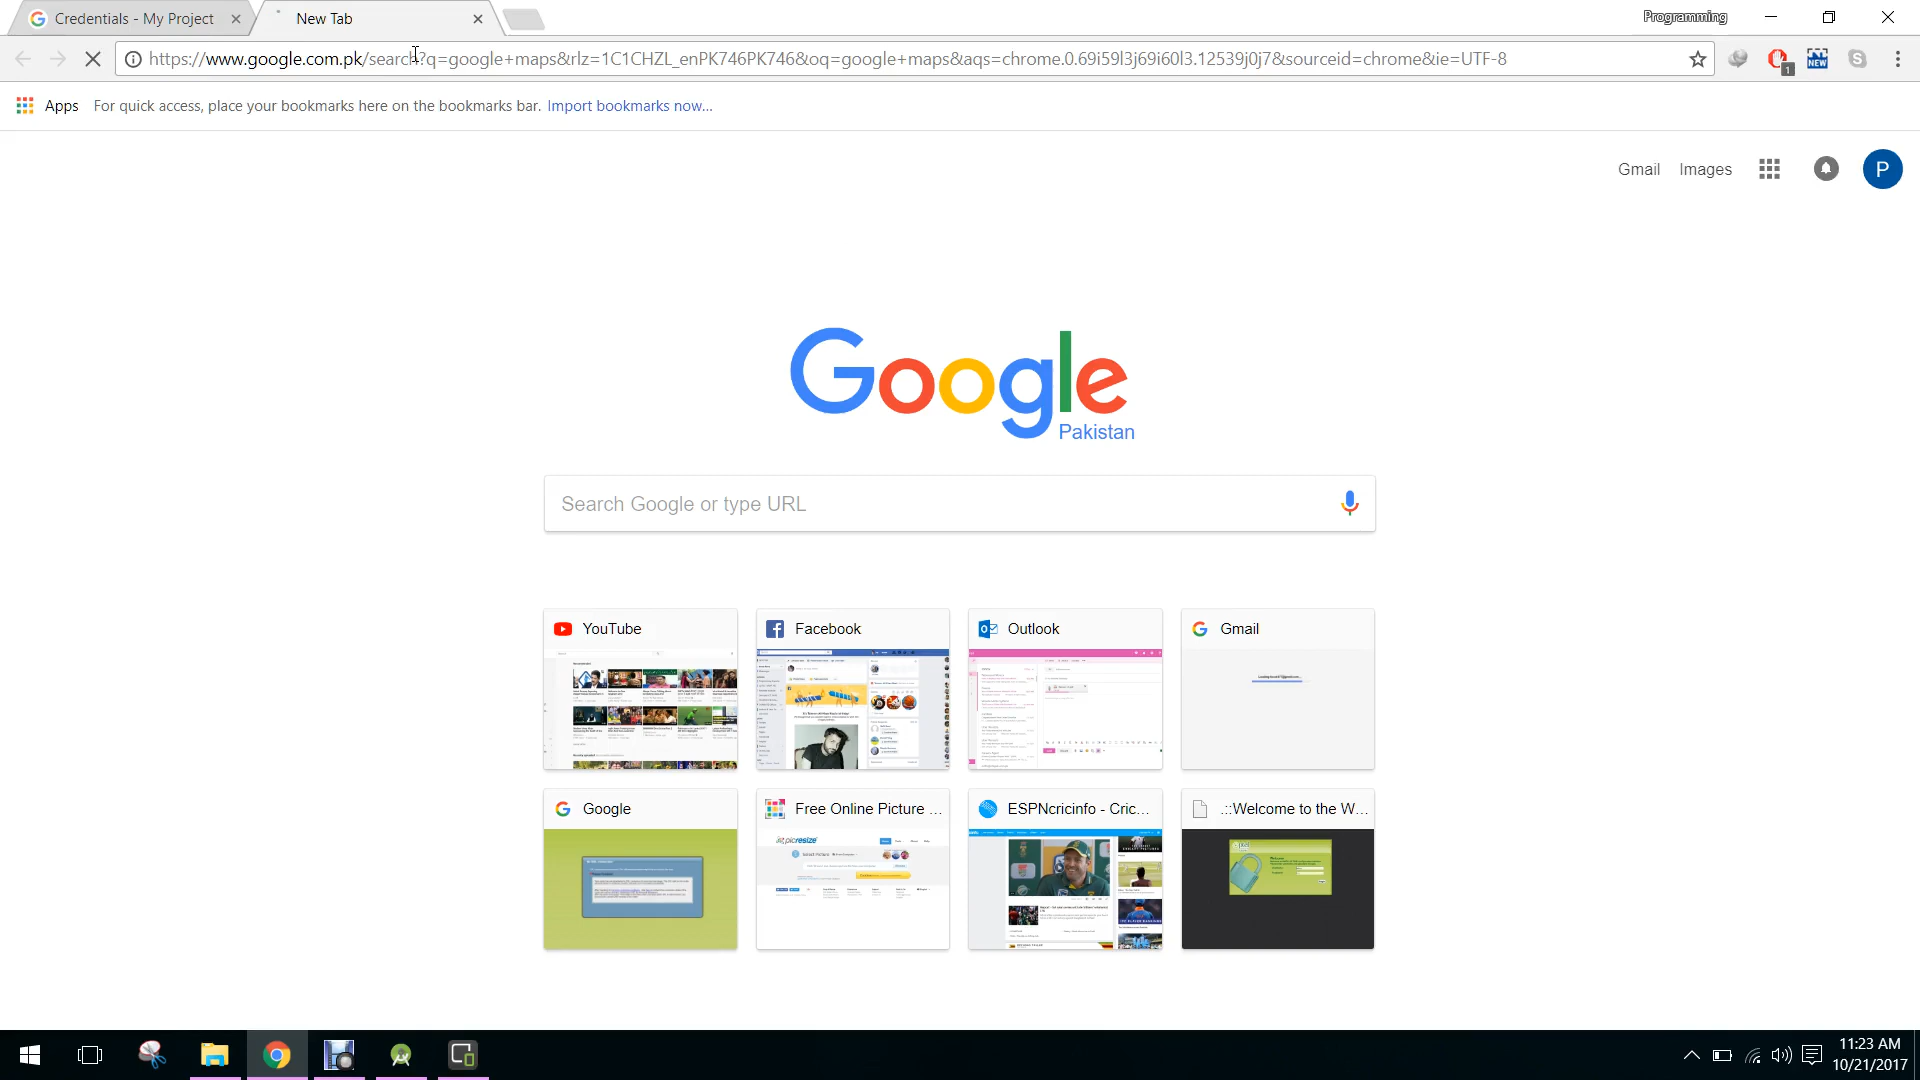 Credentials - My Project
New Tab
Programming
https://www.google.com.pk/search?q=google+maps&rlz=1C1CHZL_enPK746PK746&oq=google+maps&aqs=chrome.0.69i59l3j69i60l3.12539j0j7&sourceid=chrome&ie=UTF-8
1
NEW
Apps
For quick access, place your bookmarks here on the bookmarks bar. Import bookmarks now...
Gmail
Images
P
Google
Pakistan
Search Google or type URL
YouTube
Facebook
Outlook
Gmail
Google
Free Online Picture ...
ESPNcricinfo - Cric...
.::Welcome to the W...
11:23 AM
10/21/2017